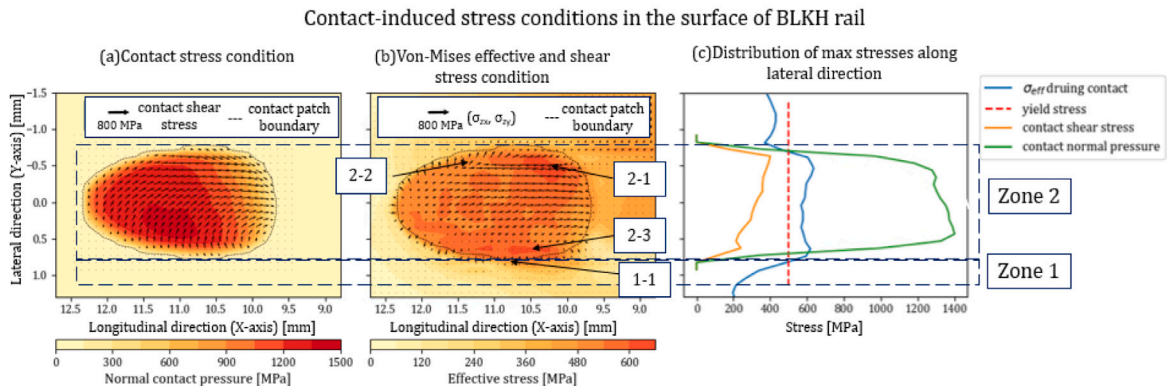 Contact-induced stress conditions in the surface of BLKH rail
(a)Contact stress condition
(b)Von-Mises effective and shear
stress condition
(c)Distribution of max stresses along
lateral direction
Lateral direction (Y-axis) [mm]
-1.5
-1.0
-0.5
0.0
0.5
1.0
800 MPa
contact shear
stress
contact patch
boundary
800 MPa
(σzx, σzy)
contact patch
boundary
2-2
2-1
2-3
1-1
σeff druing contact
yield stress
contact shear stress
contact normal pressure
Zone 2
Zone 1
12.5 12.0 11.5 11.0 10.5 10.0 9.5 9.0
Longitudinal direction (X-axis) [mm]
12.5 12.0 11.5 11.0 10.5 10.0 9.5 9.0
Longitudinal direction (X-axis) [mm]
0 200 400 600 800 1000 1200 1400
Stress [MPa]
0 300 600 900 1200 1500
Normal contact pressure [MPa]
0 120 240 360 480 600
Effective stress [MPa]